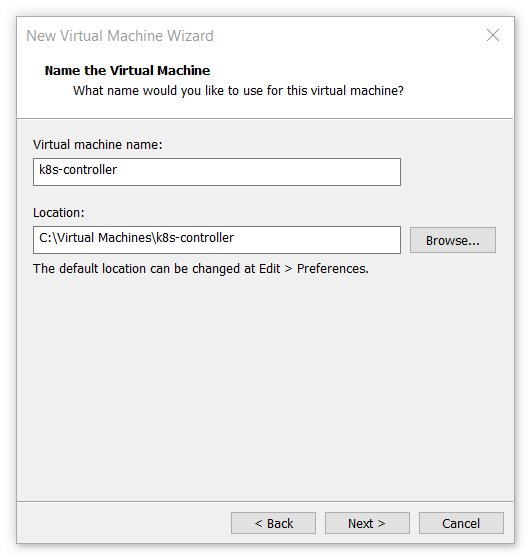 New Virtual Machine Wizard
Name the Virtual Machine
What name would you like to use for this virtual machine?
Virtual machine name:
k8s-controller
Location:
C:\Virtual Machines\k8s-controller
Browse...
The default location can be changed at Edit > Preferences.
< Back
Next >
Cancel